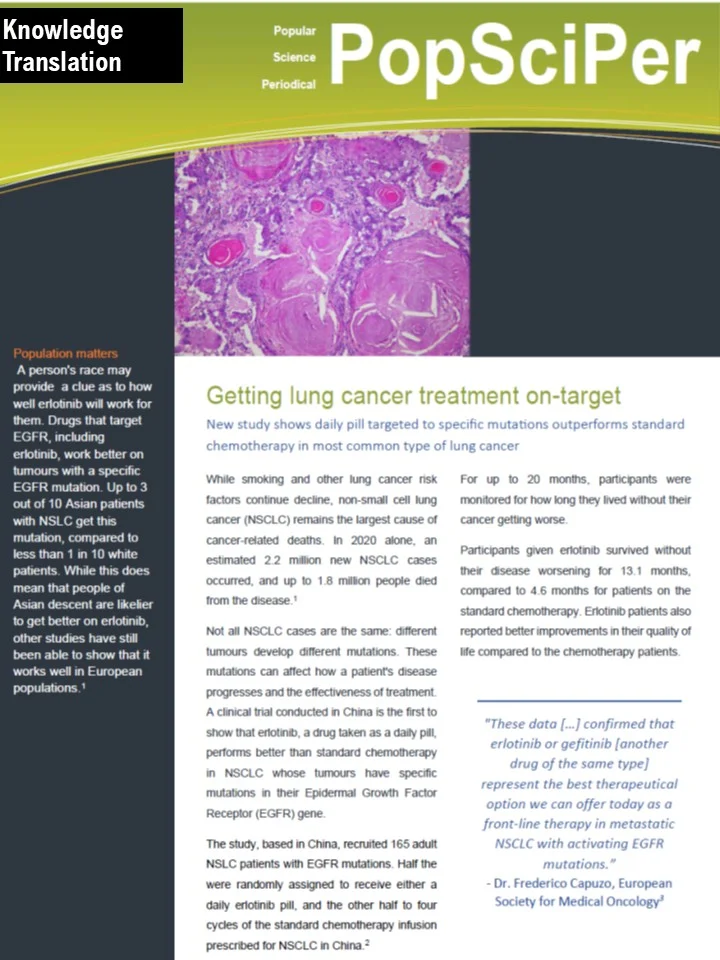 Knowledge
Translation
Popular
Science
Periodical
PopSciPer
Population matters
A person's race may
provide a clue as to how
well erlotinib will work for
them. Drugs that target
EGFR, including
erlotinib, work better on
tumours with a specific
EGFR mutation. Up to 3
out of 10 Asian patients
with NSLC get this
mutation, compared to
less than 1 in 10 white
patients. While this does
mean that people of
Asian descent are likelier
to get better on erlotinib,
other studies have still
been able to show that it
works well in European
populations.¹
Getting lung cancer treatment on-target
New study shows daily pill targeted to specific mutations outperforms standard
chemotherapy in most common type of lung cancer
While smoking and other lung cancer risk
factors continue decline, non-small cell lung
cancer (NSCLC) remains the largest cause of
cancer-related deaths. In 2020 alone, an
estimated 2.2 million new NSCLC cases
occurred, and up to 1.8 million people died
from the disease.¹
Not all NSCLC cases are the same: different
tumours develop different mutations. These
mutations can affect how a patient's disease
progresses and the effectiveness of treatment.
A clinical trial conducted in China is the first to
show that erlotinib, a drug taken as a daily pill,
performs better than standard chemotherapy
in NSCLC whose tumours have specific
mutations in their Epidermal Growth Factor
Receptor (EGFR) gene.
The study, based in China, recruited 165 adult
NSLC patients with EGFR mutations. Half the
were randomly assigned to receive either a
daily erlotinib pill, and the other half to four
cycles of the standard chemotherapy infusion
prescribed for NSCLC in China.²
For up to 20 months, participants were
monitored for how long they lived without their
cancer getting worse.
Participants given erlotinib survived without
their disease worsening for 13.1 months,
compared to 4.6 months for patients on the
standard chemotherapy. Erlotinib patients also
reported better improvements in their quality of
life compared to the chemotherapy patients.
"These data […] confirmed that
erlotinib or gefitinib [another
drug of the same type]
represent the best therapeutical
option we can offer today as a
front-line therapy in metastatic
NSCLC with activating EGFR
mutations."
- Dr. Frederico Capuzo, European
Society for Medical Oncology³